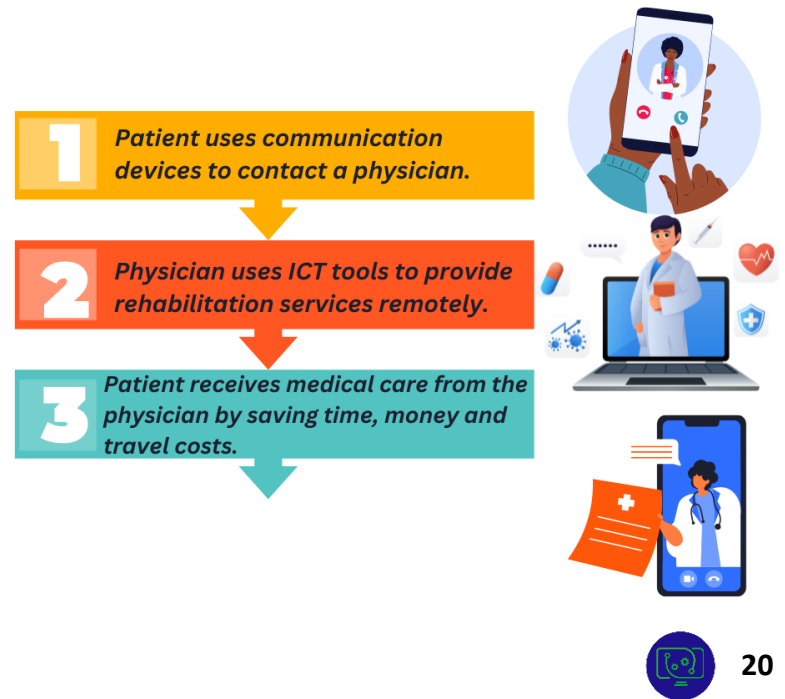 1
Patient uses communication
devices to contact a physician.
2
Physician uses ICT tools to provide
rehabilitation services remotely.
3
Patient receives medical care from the
physician by saving time, money and
travel costs.
20